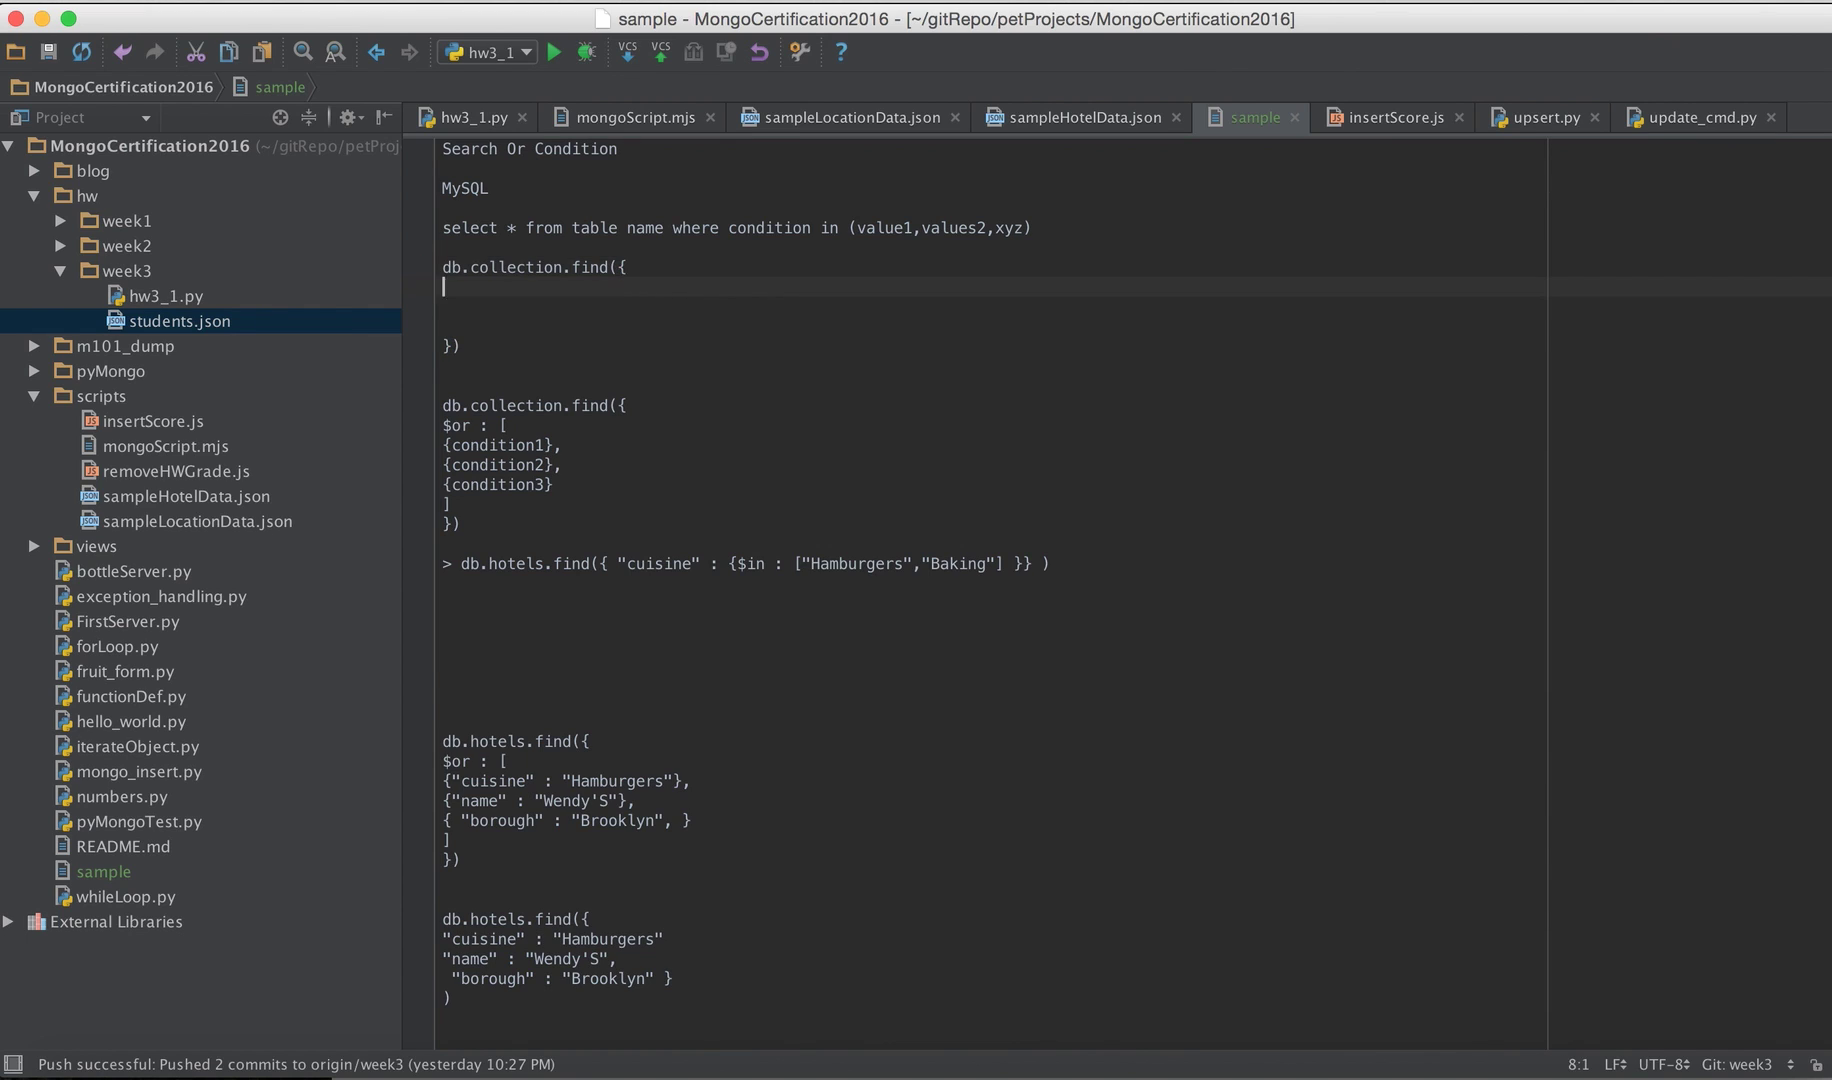 sample - MongoCertification2016 - [~/gitRepo/petProjects/MongoCertification2016]
hw3_1
VCS
VCS
?
MongoCertification2016
sample
Project
hw3_1.py
mongoScript.mjs
sampleLocationData.json
sampleHotelData.json
sample
insertScore.js
upsert.py
update_cmd.py
MongoCertification2016 (~/gitRepo/petProj
blog
hw
week1
week2
week3
hw3_1.py
students.json
m101_dump
pyMongo
scripts
insertScore.js
mongoScript.mjs
removeHWGrade.js
sampleHotelData.json
sampleLocationData.json
views
bottleServer.py
exception_handling.py
FirstServer.py
forLoop.py
fruit_form.py
functionDef.py
hello_world.py
iterateObject.py
mongo_insert.py
numbers.py
pyMongoTest.py
README.md
sample
whileLoop.py
External Libraries
Search Or Condition
MySQL
select * from table name where condition in (value1,values2,xyz)
db.collection.find({
})
db.collection.find({
$or : [
{condition1},
{condition2},
{condition3}
]
})
> db.hotels.find({ "cuisine" : {$in : ["Hamburgers","Baking"] }} )
db.hotels.find({
$or : [
{"cuisine" : "Hamburgers"},
{"name" : "Wendy'S"},
{ "borough" : "Brooklyn", }
]
})
db.hotels.find({
"cuisine" : "Hamburgers"
"name" : "Wendy'S",
"borough" : "Brooklyn" }
)
Push successful: Pushed 2 commits to origin/week3 (yesterday 10:27 PM)
8:1
LF
UTF-8
Git: week3